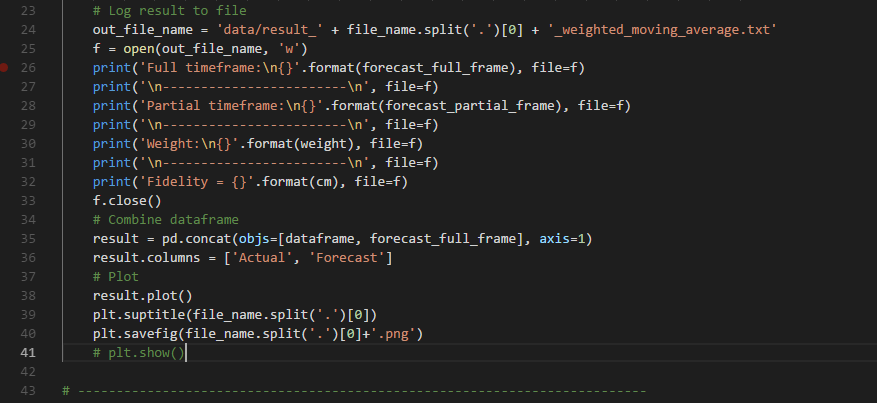 23 # Log result to file
24 out_file_name = 'data/result_' + file_name.split('.')[0] + '_weighted_moving_average.txt'
25 f = open(out_file_name, 'w')
26 print('Full timeframe:\n{}'.format(forecast_full_frame), file=f)
27 print('\n------------------------\n', file=f)
28 print('Partial timeframe:\n{}'.format(forecast_partial_frame), file=f)
29 print('\n------------------------\n', file=f)
30 print('Weight:\n{}'.format(weight), file=f)
31 print('\n------------------------\n', file=f)
32 print('Fidelity = {}'.format(cm), file=f)
33 f.close()
34 # Combine dataframe
35 result = pd.concat(objs=[dataframe, forecast_full_frame], axis=1)
36 result.columns = ['Actual', 'Forecast']
37 # Plot
38 result.plot()
39 plt.suptitle(file_name.split('.')[0])
40 plt.savefig(file_name.split('.')[0]+'.png')
41 # plt.show()
42
43 # --------------------------------------------------------------------------